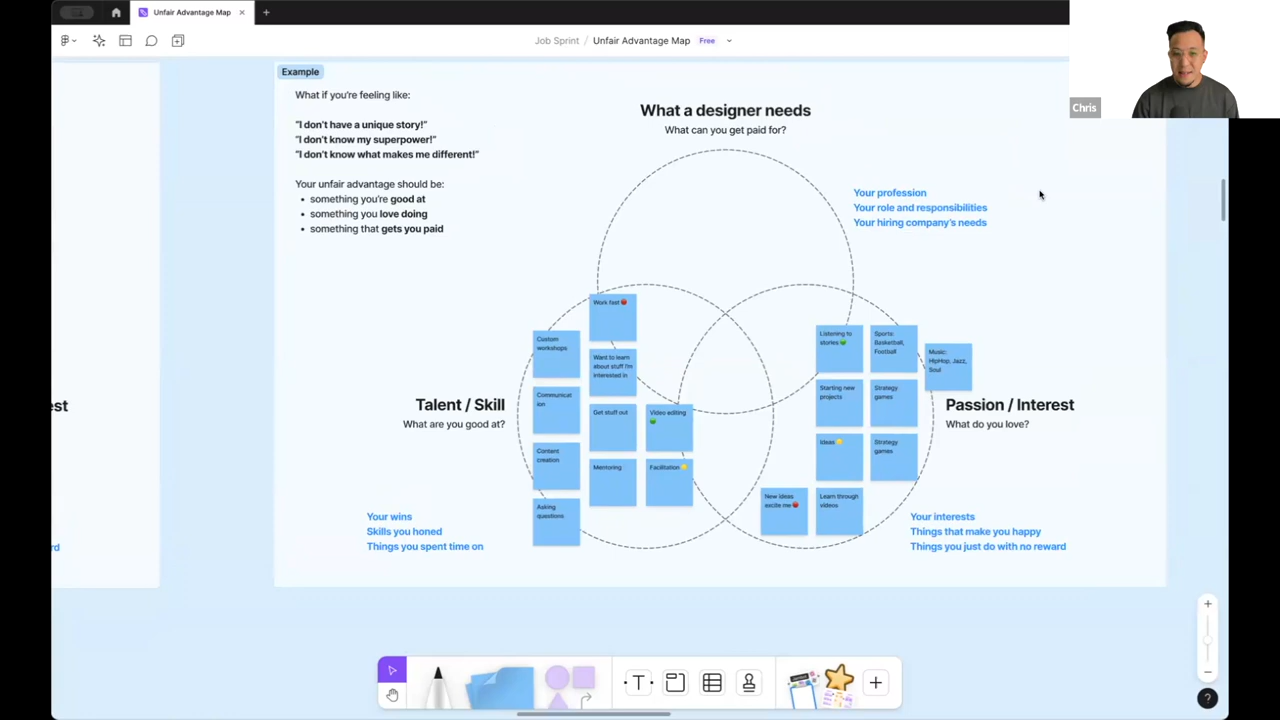 Unfair Advantage Map
Job Sprint / Unfair Advantage Map Free
Chris
Example
What if you're feeling like:
"I don't have a unique story!"
"I don't know my superpower!"
"I don't know what makes me different!"
Your unfair advantage should be:
• something you're good at
• something you love doing
• something that gets you paid
What a designer needs
What can you get paid for?
Your profession
Your role and responsibilities
Your hiring company's needs
est
Talent / Skill
What are you good at?
Work fast
Custom
workshops
Want to learn
about stuff I'm
interested in
Communicat
ion
Get stuff out
Video editing
Content
creation
Mentoring
Facilitation
Asking
questions
Listening to
stories
Sports:
Basketball,
Football
Music:
HipHop, Jazz,
Soul
Starting new
projects
Strategy
games
Ideas
Strategy
games
New ideas
excite me
Learn through
videos
Passion / Interest
What do you love?
Your wins
Skills you honed
Things you spent time on
Your interests
Things that make you happy
Things you just do with no reward
rd
T
?